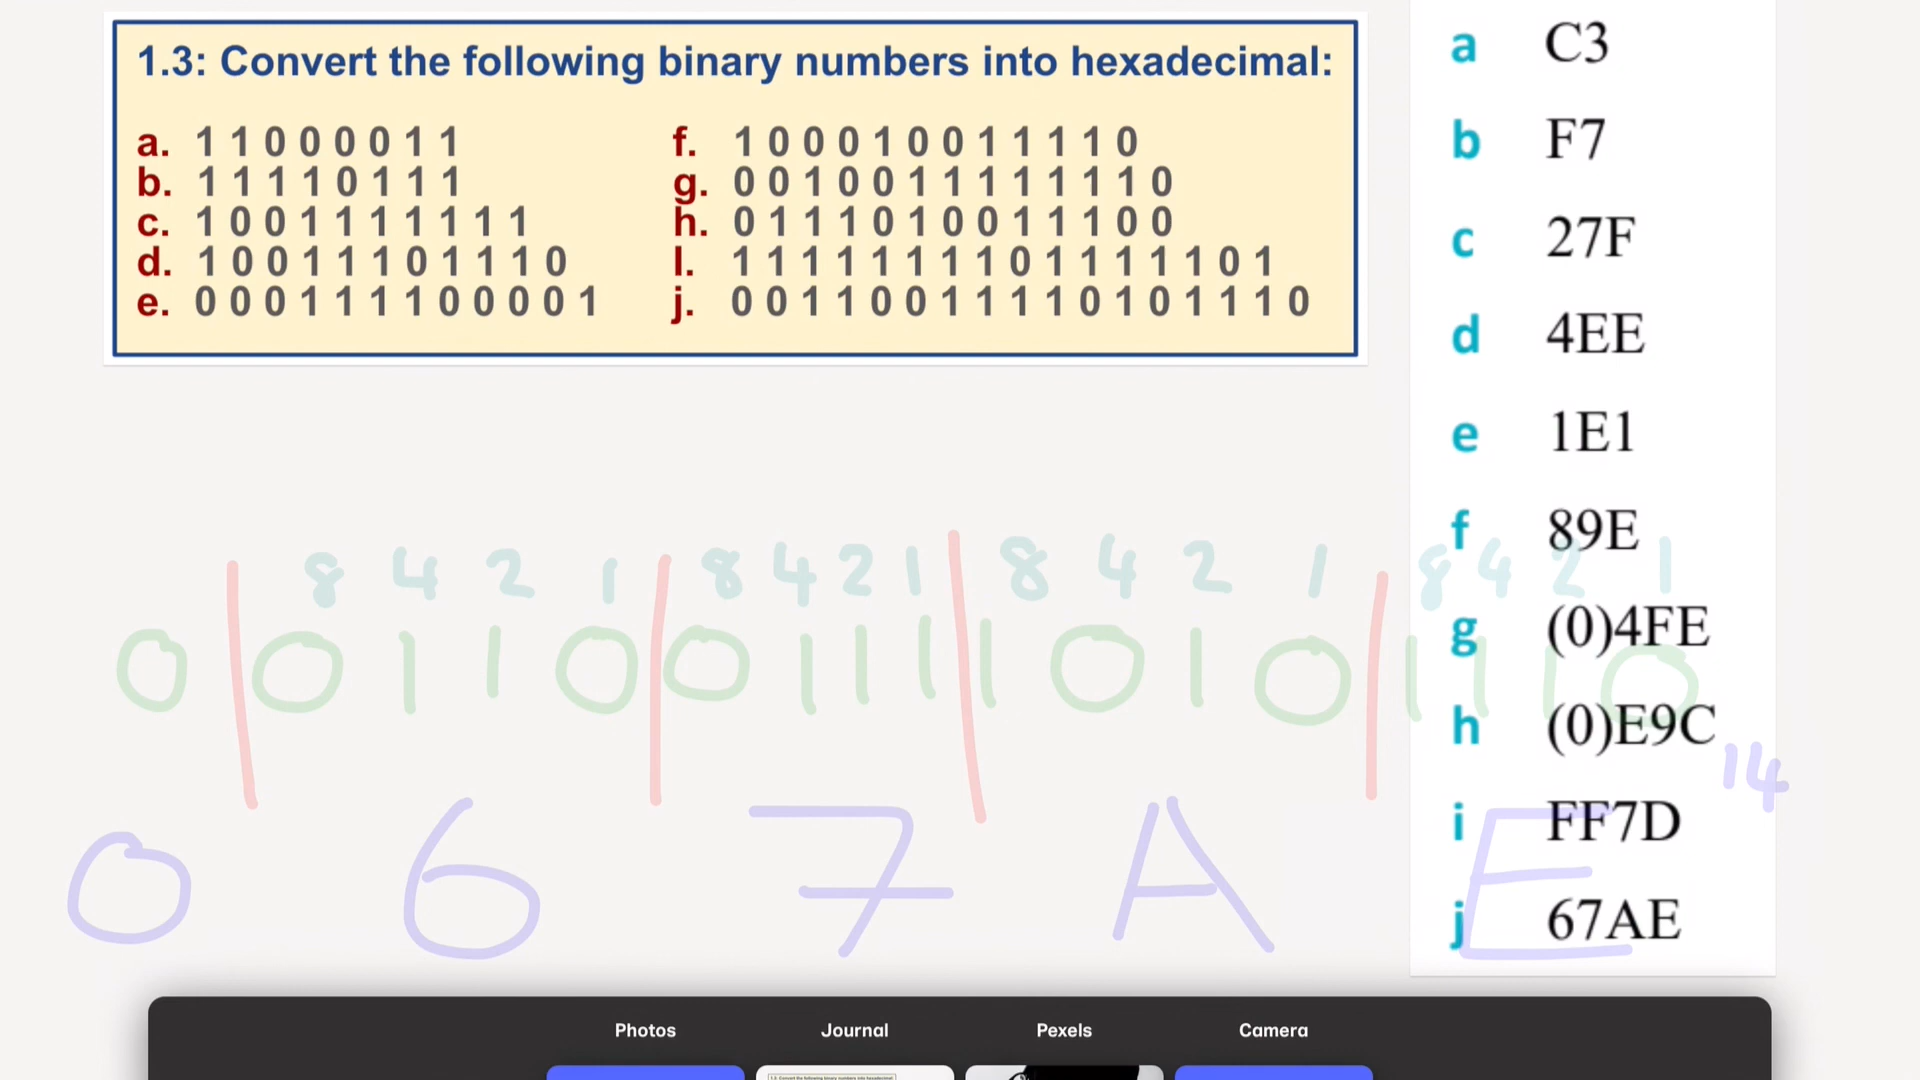 1.3: Convert the following binary numbers into hexadecimal:
a. 1 1 0 0 0 0 1 1
b. 1 1 1 1 0 1 1 1
c. 1 0 0 1 1 1 1 1 1 1
d. 1 0 0 1 1 1 0 1 1 1 0
e. 0 0 0 1 1 1 1 0 0 0 0 1
f. 1 0 0 0 1 0 0 1 1 1 1 0
g. 0 0 1 0 0 1 1 1 1 1 1 1 0
h. 0 1 1 1 0 1 0 0 1 1 1 0 0
I. 1 1 1 1 1 1 1 1 0 1 1 1 1 1 0 1
j. 0 0 1 1 0 0 1 1 1 1 0 1 0 1 1 1 0
a C3
b F7
c 27F
d 4EE
e 1E1
f 89E
g (0)4FE
h (0)E9C
i FF7D
j 67AE
8 4 2 1 8 4 2 1 8 4 2 1 8 4 2 1
0 0 1 1 0 0 1 1 1 1 0 1 0 1 1 1 0
14
0 6 7 A E
Photos Journal Pexels Camera
1.3: Convert the following binary numbers into hexadecimal: